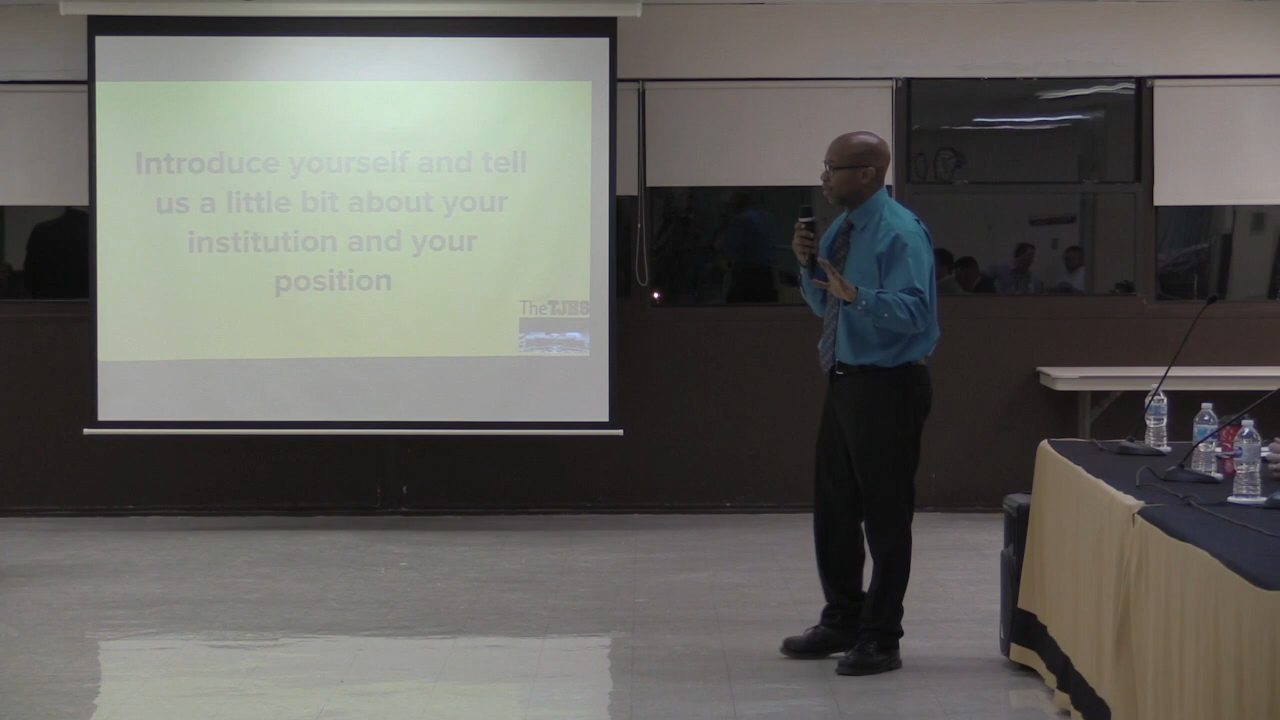 Introduce yourself and tell
us a little bit about your
institution and your
position